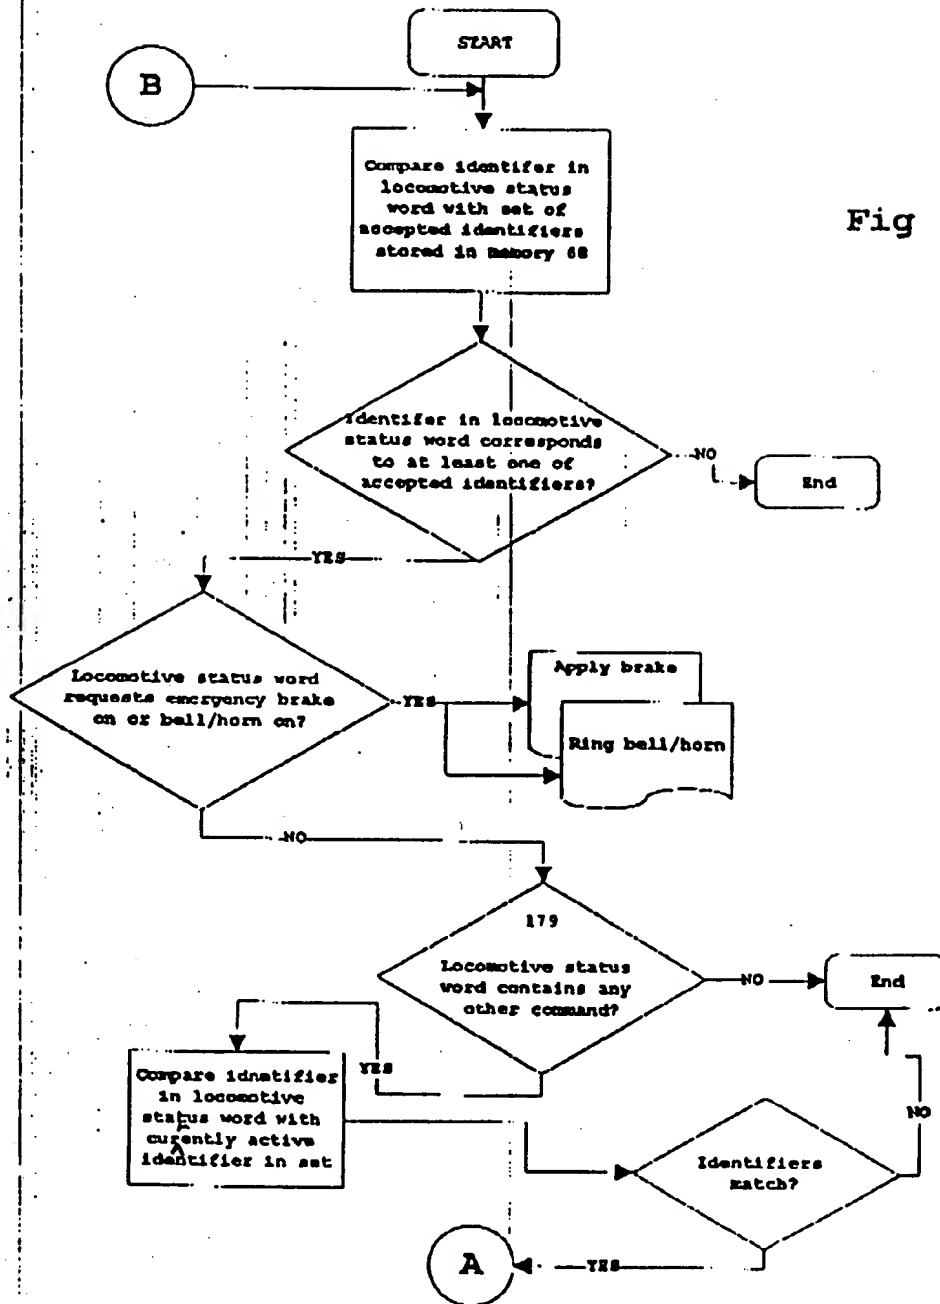 START
B
Compare identifer in
locomotive status
word with set of
accepted identifiers
stored in memory 68
Fig
Identifer in locomotive
status word corresponds
to at least one of
accepted identifiers?
NO
End
YES
Locomotive status word
requests emergency brake
on or bell/horn on?
YES
Apply brake
Ring bell/horn
NO
179
Locomotive status
word contains any
other command?
NO
End
YES
Compare idnatifier
in locomotive
status word with
curently active
identifier in set
r
NO
Identifiers
match?
A
YES